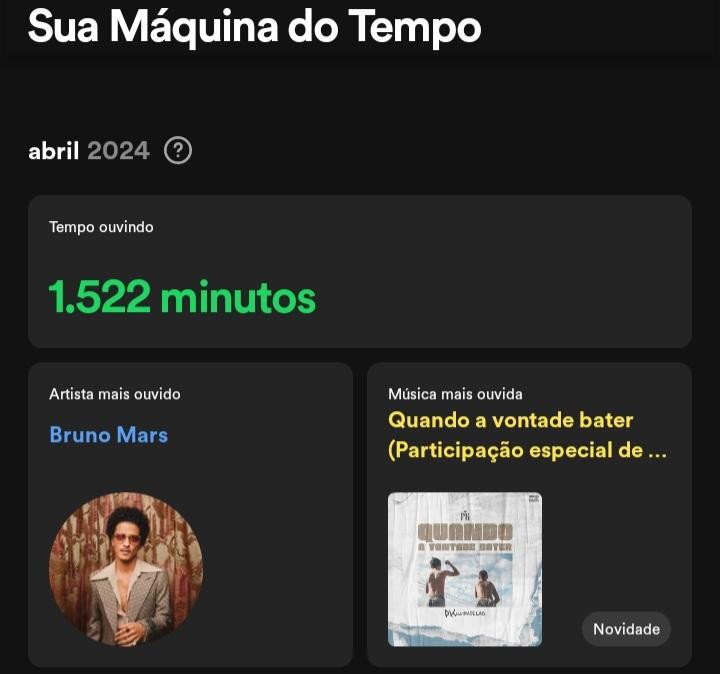 Sua Máquina do Tempo
abril 2024 ?
Tempo ouvindo
1.522 minutos
Artista mais ouvido
Bruno Mars
Música mais ouvida
Quando a vontade bater
(Participação especial de ...
QUANDO
A VONTADE BATER
Novidade